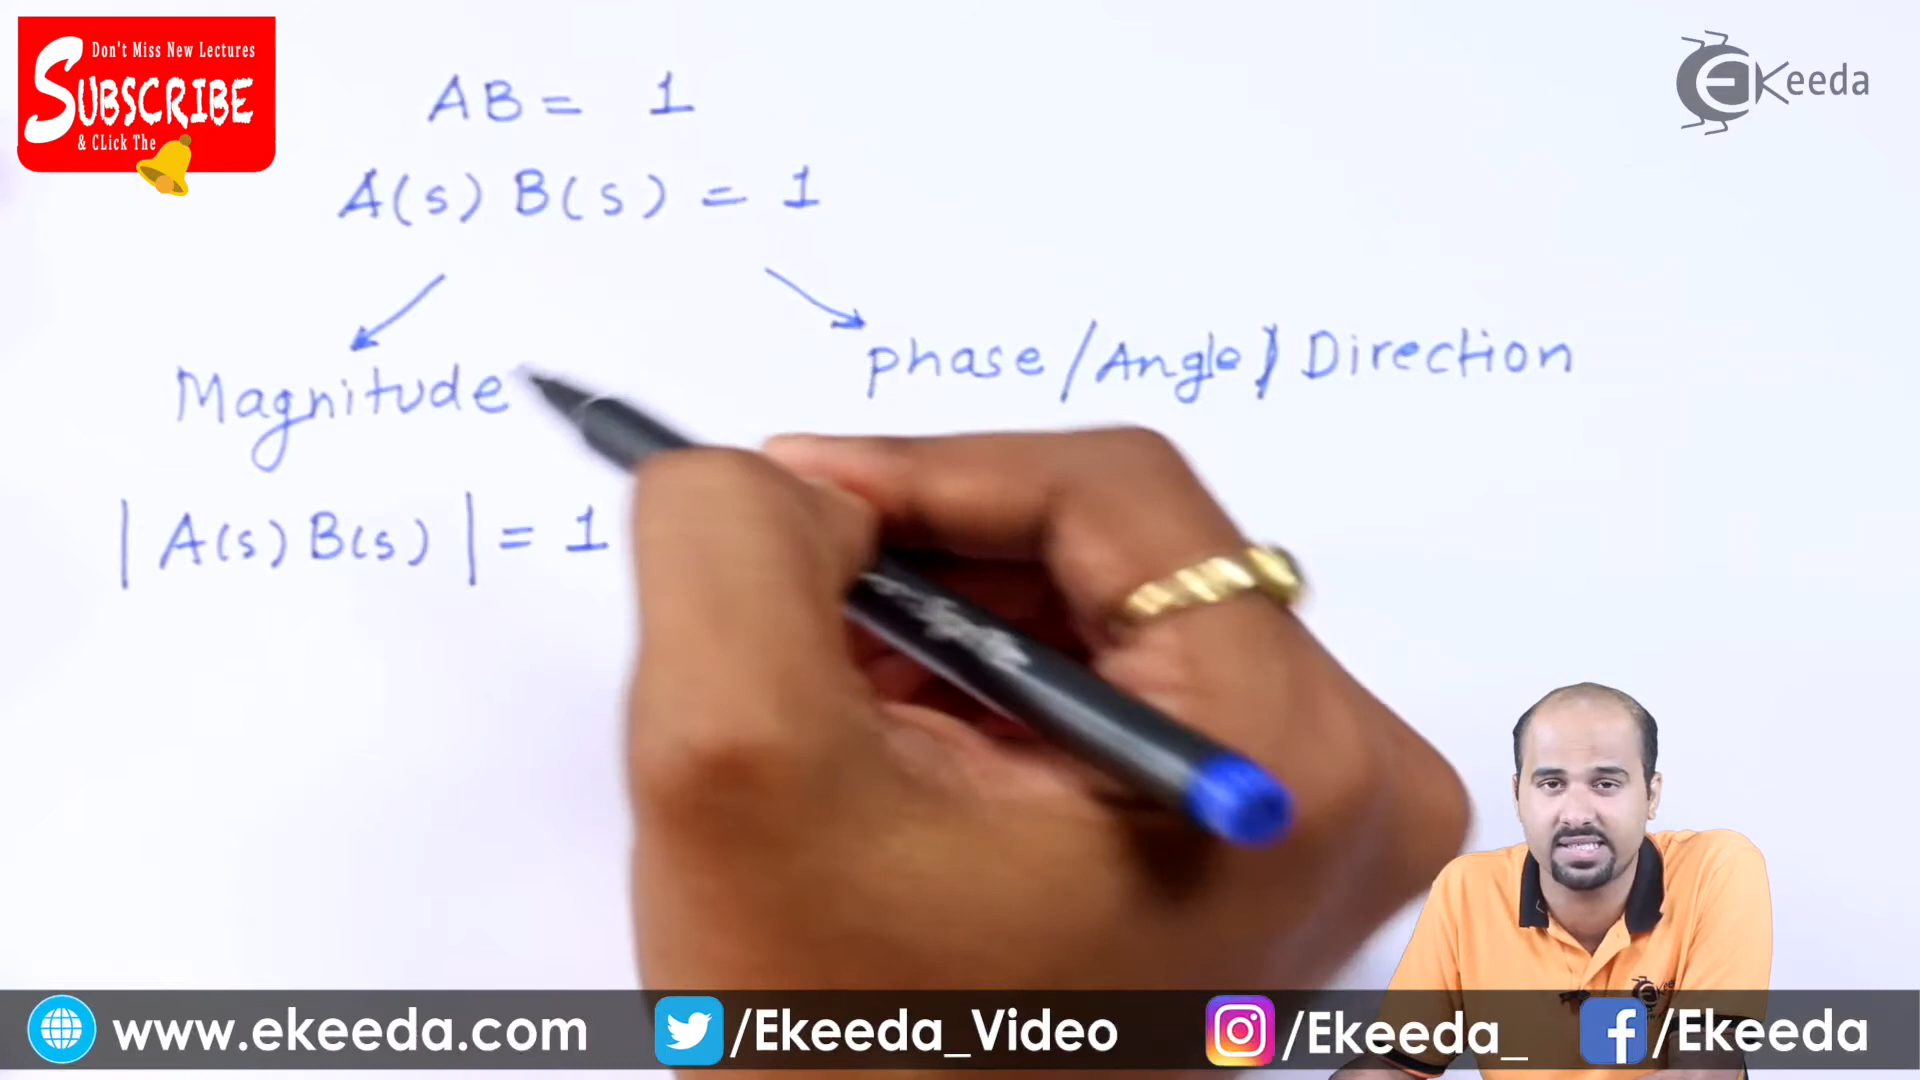 Don't Miss New Lectures
SUBSCRIBE
& CLick The
Ekeeda
AB = 1
A(s) B(s) = 1
Magnitude
phase/Angle/Direction
| A(s) B(s) | = 1
www.ekeeda.com
/Ekeeda_Video
/Ekeeda_
/Ekeeda